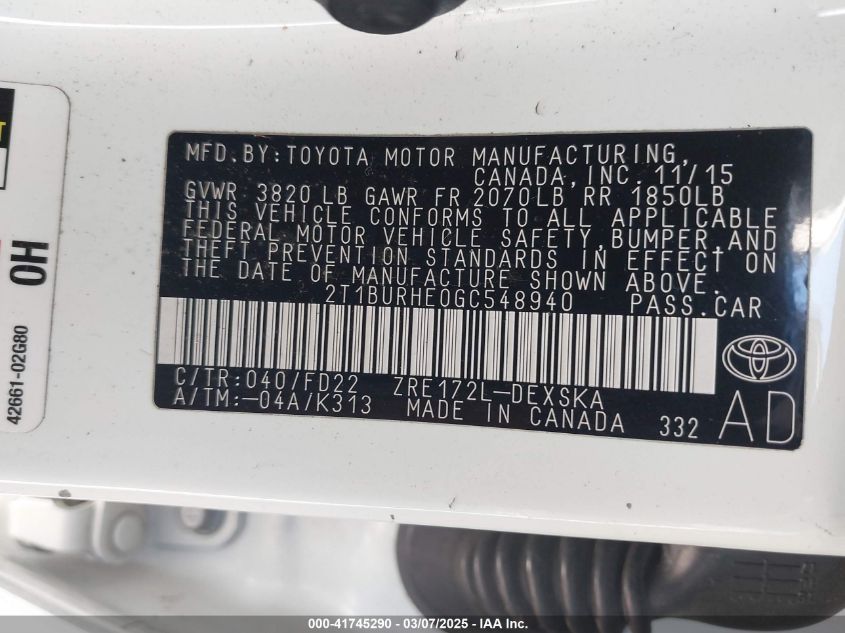 MFD.BY:TOYOTA MOTOR MANUFACTURING,
CANADA,INC. 11/15
GVWR 3820 LB GAWR FR 2070LB RR 1850LB
THIS VEHICLE CONFORMS TO ALL APPLICABLE
FEDERAL MOTOR VEHICLE SAFETY,BUMPER,AND
THEFT PREVENTION STANDARDS IN EFFECT ON
THE DATE OF MANUFACTURE SHOWN ABOVE.
2T1BURHE0GC548940 PASS.CAR
C/TR:040/FD22 ZRE172L-DEXSKA
A/TM:-04A/K313 MADE IN CANADA 332
AD
0H
42661-02G80
000-41745290 - 03/07/2025 - IAA Inc.